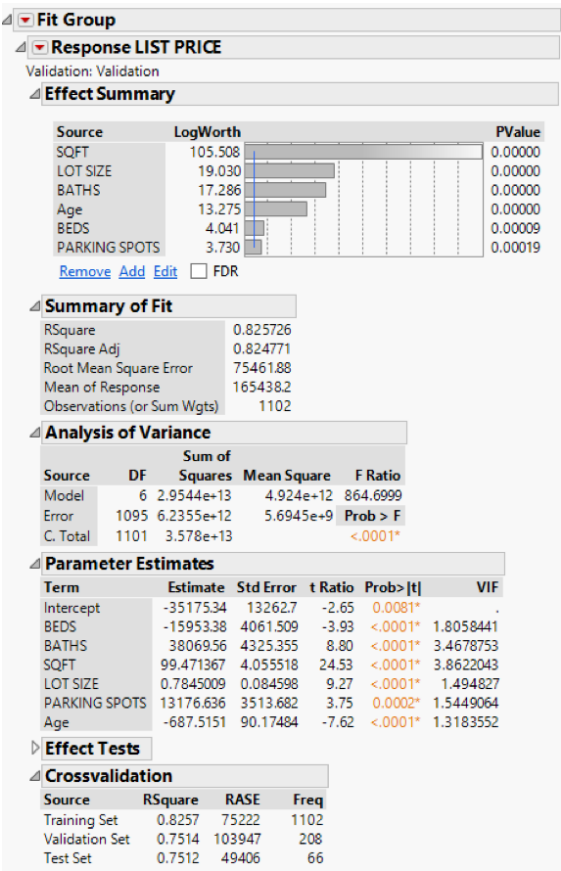 Fit Group
Response LIST PRICE
Validation: Validation
Effect Summary
Source LogWorth PValue
SQFT 105.508 0.00000
LOT SIZE 19.030 0.00000
BATHS 17.286 0.00000
Age 13.275 0.00000
BEDS 4.041 0.00009
PARKING SPOTS 3.730 0.00019
Remove Add Edit FDR
Summary of Fit
RSquare 0.825726
RSquare Adj 0.824771
Root Mean Square Error 75461.88
Mean of Response 165438.2
Observations (or Sum Wgts) 1102
Analysis of Variance
Sum of
Source DF Squares Mean Square F Ratio
Model 6 2.9544e+13 4.924e+12 864.6999
Error 1095 6.2355e+12 5.6945e+9 Prob > F
C. Total 1101 3.578e+13 <.0001*
Parameter Estimates
Term Estimate Std Error t Ratio Prob>|t| VIF
Intercept -35175.34 13262.7 -2.65 0.0081* .
BEDS -15953.38 4061.509 -3.93 <.0001* 1.8058441
BATHS 38069.56 4325.355 8.80 <.0001* 3.4678753
SQFT 99.471367 4.055518 24.53 <.0001* 3.8622043
LOT SIZE 0.7845009 0.084598 9.27 <.0001* 1.494827
PARKING SPOTS 13176.636 3513.682 3.75 0.0002* 1.5449064
Age -687.5151 90.17484 -7.62 <.0001* 1.3183552
Effect Tests
Crossvalidation
Source RSquare RASE Freq
Training Set 0.8257 75222 1102
Validation Set 0.7514 103947 208
Test Set 0.7512 49406 66